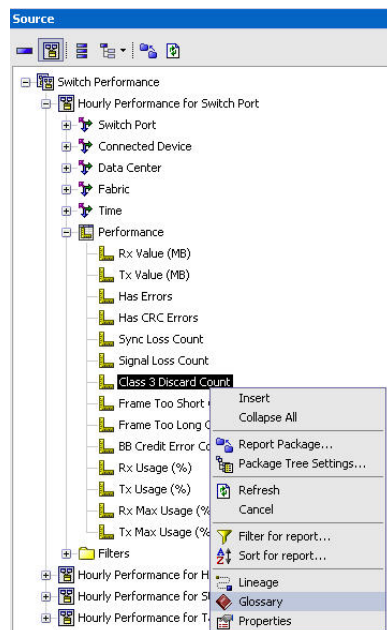 Source
Switch Performance
Hourly Performance for Switch Port
Switch Port
Connected Device
Data Center
Fabric
Time
Performance
Rx Value (MB)
Tx Value (MB)
Has Errors
Has CRC Errors
Sync Loss Count
Signal Loss Count
Class 3 Discard Count
Frame Too Short
Frame Too Long
BB Credit Error Co
Rx Usage (%)
Tx Usage (%)
Rx Max Usage (%
Tx Max Usage (%
Filters
Hourly Performance for H
Hourly Performance for
Hourly Performance for
Insert
Collapse All
Report Package...
Package Tree Settings...
Refresh
Cancel
Filter for report...
Sort for report...
Lineage
Glossary
Properties